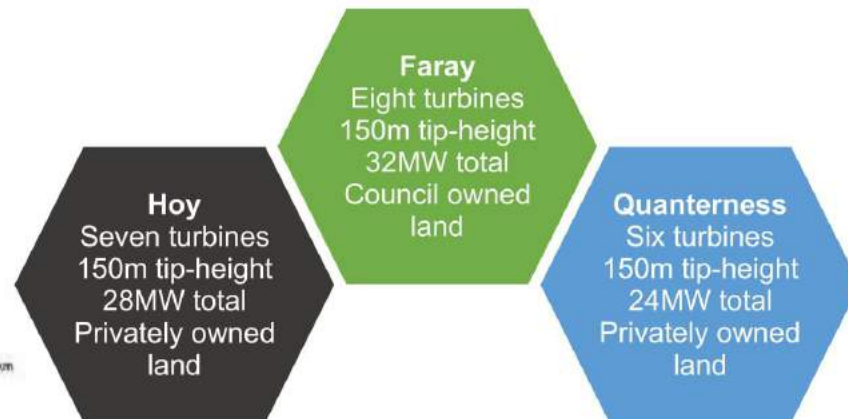 Faray
Eight turbines
150m tip-height
32MW total
Council owned
land
Hoy
Seven turbines
150m tip-height
28MW total
Privately owned
land
Quanterness
Six turbines
150m tip-height
24MW total
Privately owned
land